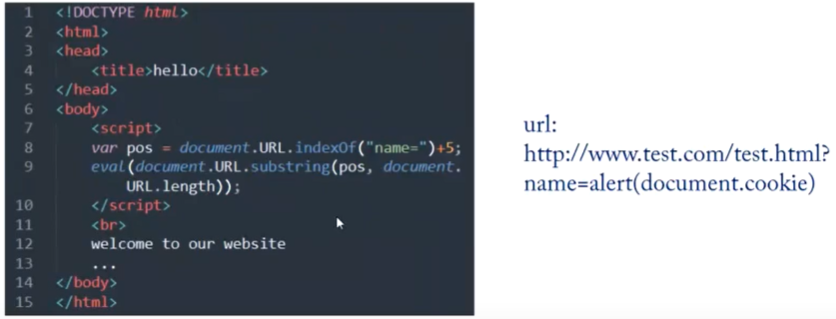 1 <!DOCTYPE html>
2 <html>
3 <head>
4 <title>hello</title>
5 </head>
6 <body>
7 <script>
8 var pos = document.URL.indexOf("name=")+5;
9 eval(document.URL.substring(pos, document.
URL.length));
10 </script>
11 <br>
12 welcome to our website
13 ...
14 </body>
15 </html>
url:
http://www.test.com/test.html?
name=alert(document.cookie)